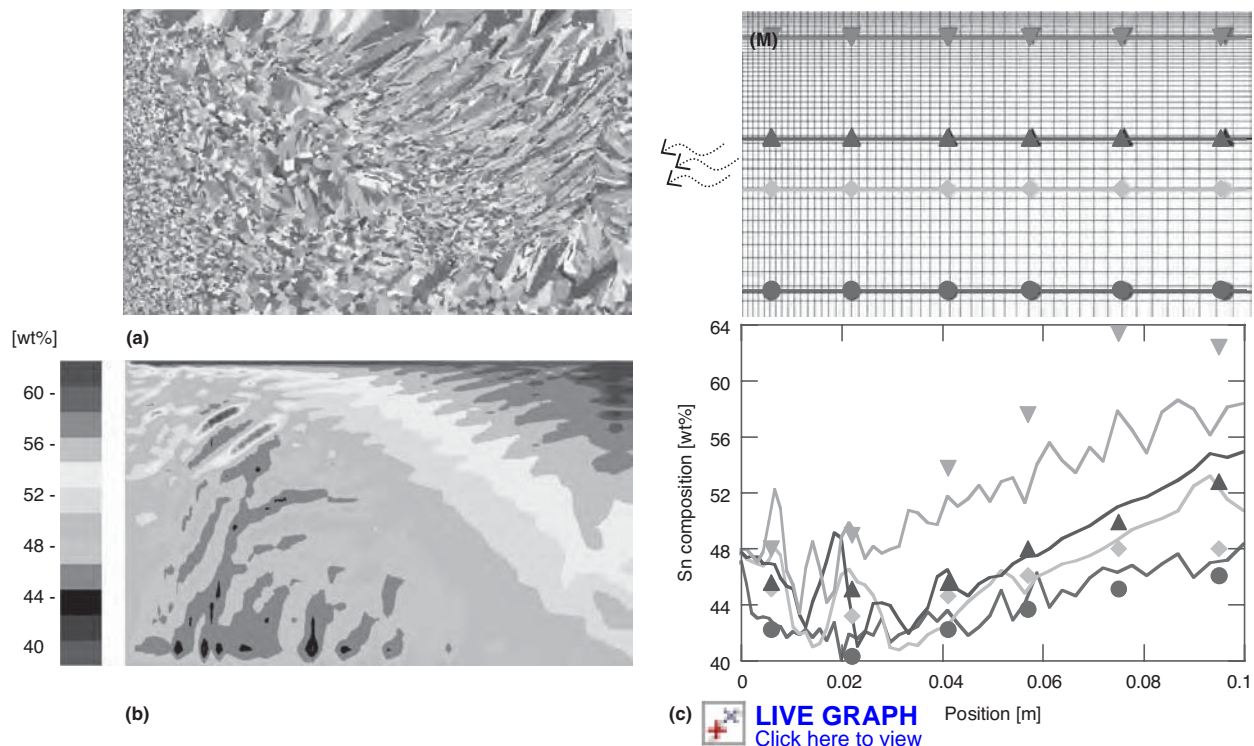 (M)
(a)
[wt%]
60 -
56 -
52 -
48 -
44 -
40
(b)
64
60
56
52
48
44
40
Sn composition [wt%]
0
0.02
0.04
0.06
0.08
0.1
Position [m]
(c)
LIVE GRAPH
Click here to view